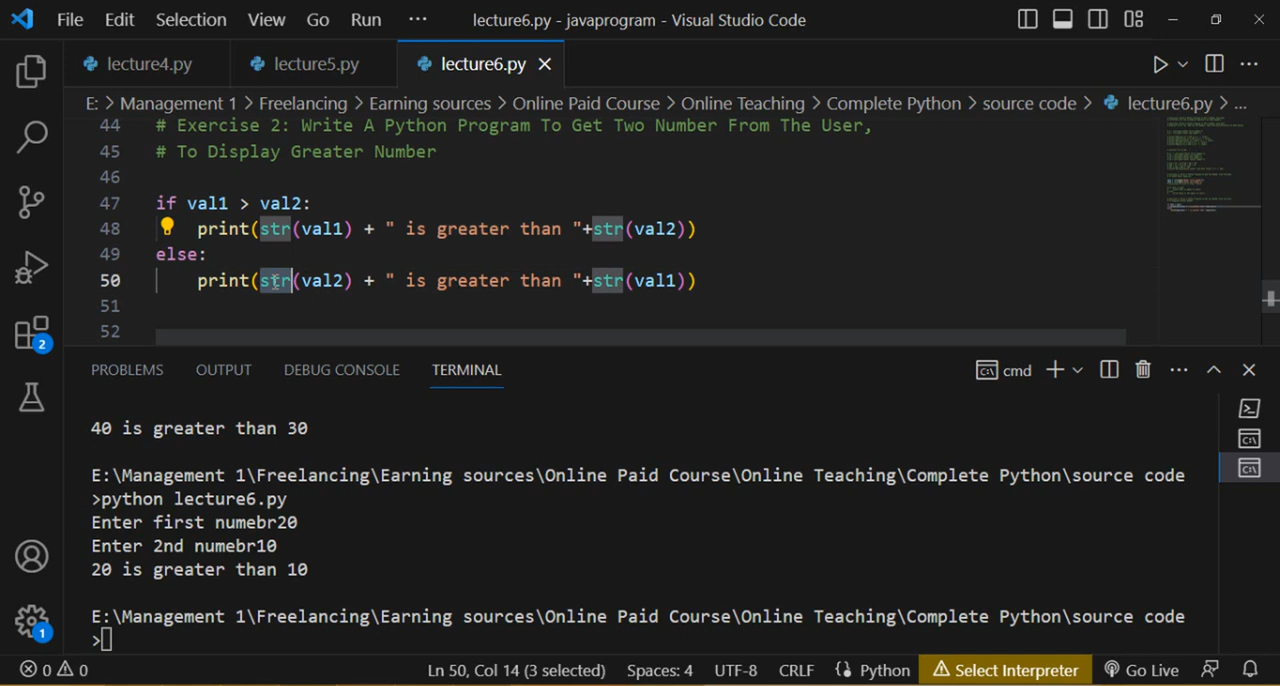 File Edit Selection View Go Run ··· lecture6.py - javaprogram - Visual Studio Code
lecture4.py lecture5.py lecture6.py
E: > Management 1 > Freelancing > Earning sources > Online Paid Course > Online Teaching > Complete Python > source code > lecture6.py > ...
44 # Exercise 2: Write A Python Program To Get Two Number From The User,
45 # To Display Greater Number
46
47 if val1 > val2:
48 print(str(val1) + " is greater than "+str(val2))
49 else:
50 print(str(val2) + " is greater than "+str(val1))
51
52
PROBLEMS OUTPUT DEBUG CONSOLE TERMINAL cmd
40 is greater than 30
E:\Management 1\Freelancing\Earning sources\Online Paid Course\Online Teaching\Complete Python\source code
>python lecture6.py
Enter first numebr20
Enter 2nd numebr10
20 is greater than 10
E:\Management 1\Freelancing\Earning sources\Online Paid Course\Online Teaching\Complete Python\source code
>
2
1
0 0 Ln 50, Col 14 (3 selected) Spaces: 4 UTF-8 CRLF Python Select Interpreter Go Live